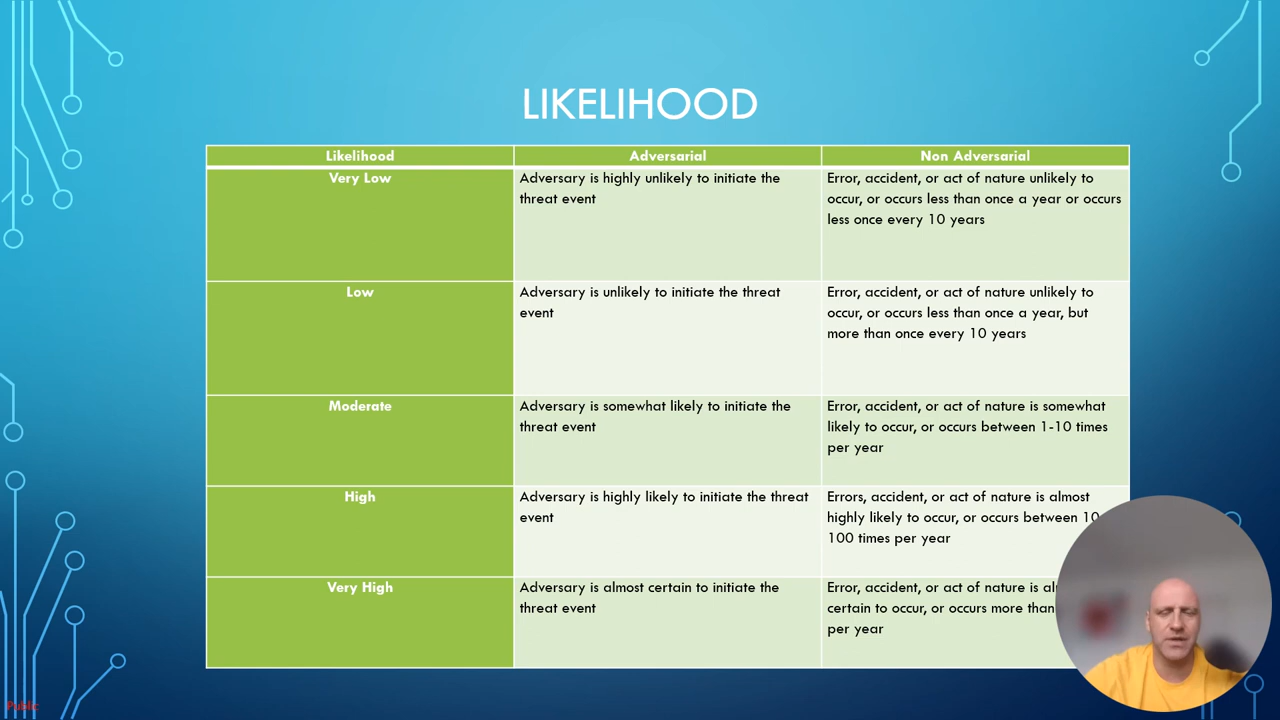 LIKELIHOOD
Likelihood Adversarial Non Adversarial
Very Low
Adversary is highly unlikely to initiate the
threat event
Error, accident, or act of nature unlikely to
occur, or occurs less than once a year or occurs
less once every 10 years
Low
Adversary is unlikely to initiate the threat
event
Error, accident, or act of nature unlikely to
occur, or occurs less than once a year, but
more than once every 10 years
Moderate
Adversary is somewhat likely to initiate the
threat event
Error, accident, or act of nature is somewhat
likely to occur, or occurs between 1-10 times
per year
High
Adversary is highly likely to initiate the threat
event
Errors, accident, or act of nature is almost
highly likely to occur, or occurs between 10
100 times per year
Very High
Adversary is almost certain to initiate the
threat event
Error, accident, or act of nature is
certain to occur, or occurs more than
per year
Public